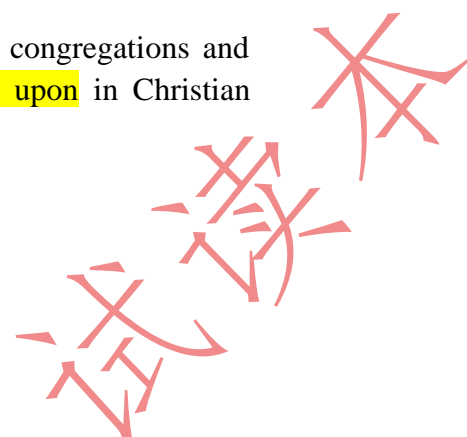 congregations and
upon in Christian
试读本